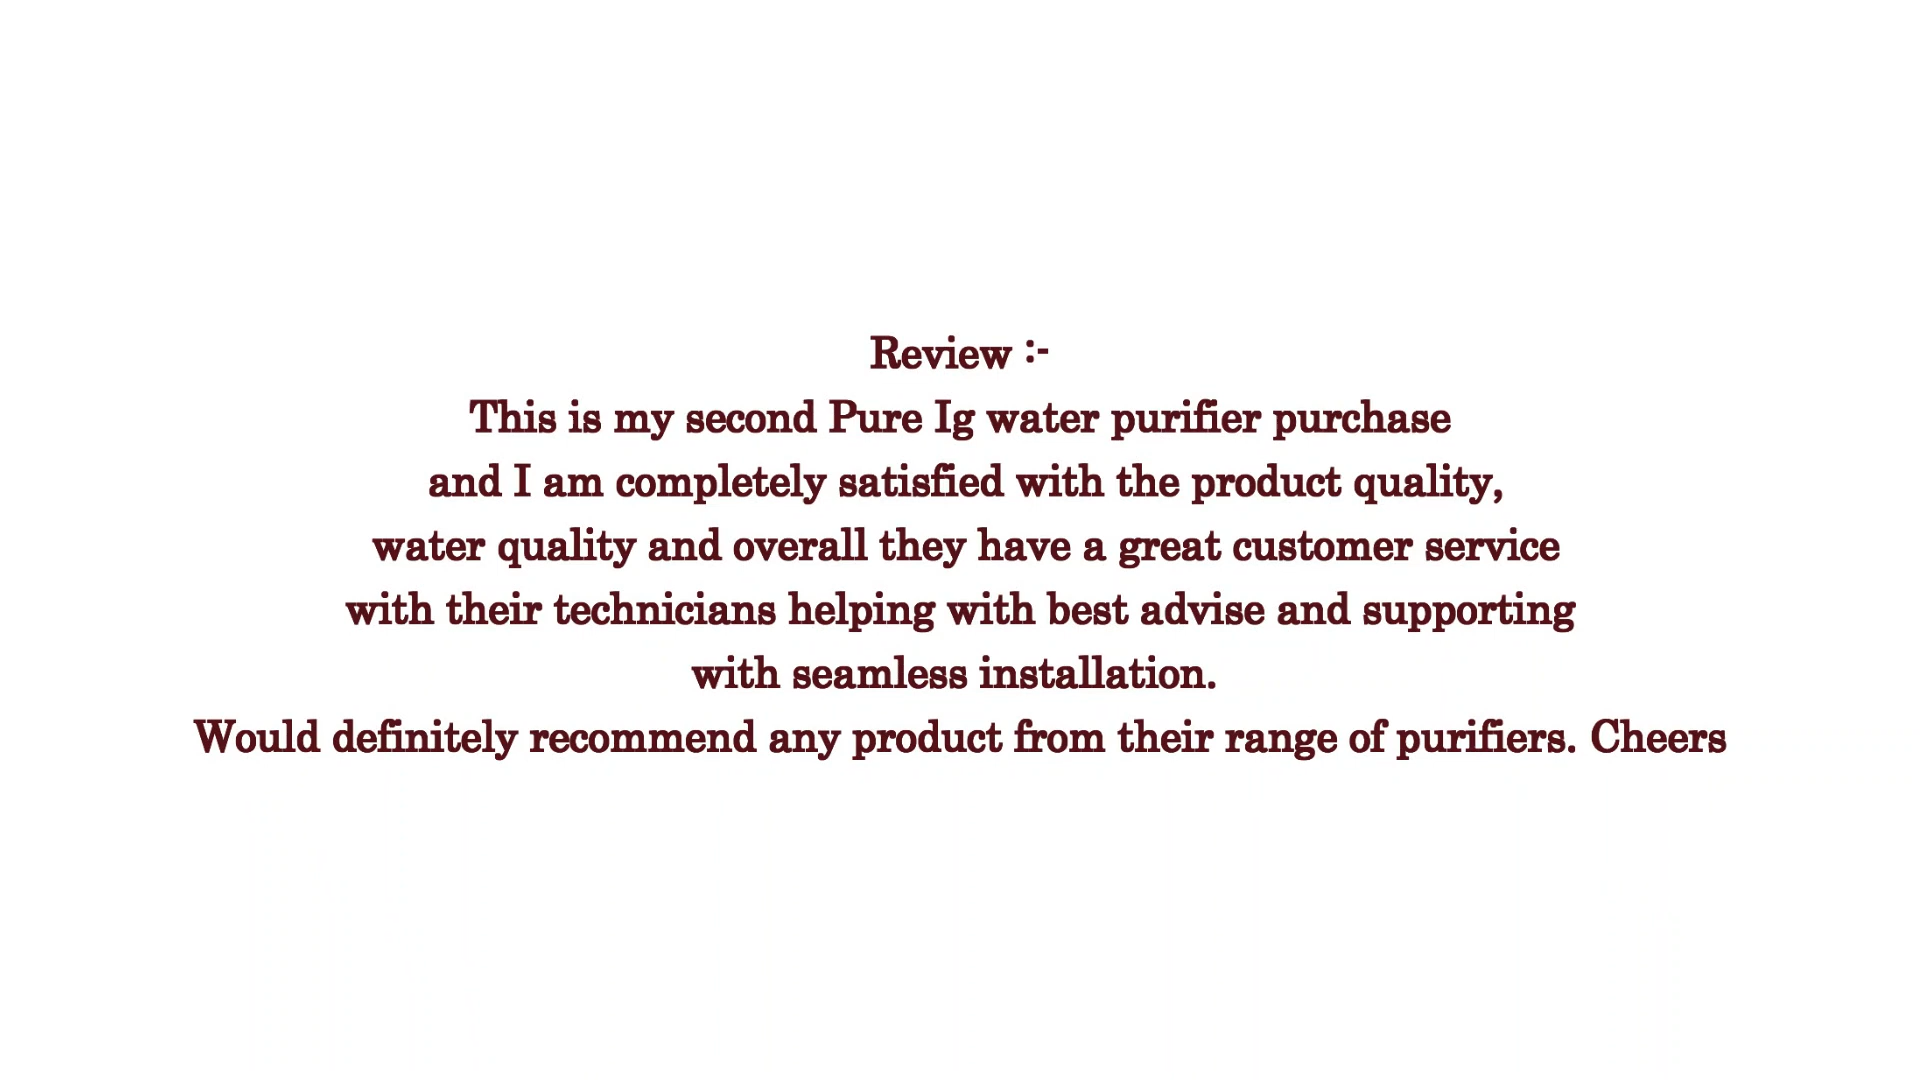 Review :-
This is my second Pure Ig water purifier purchase
and I am completely satisfied with the product quality,
water quality and overall they have a great customer service
with their technicians helping with best advise and supporting
with seamless installation.
Would definitely recommend any product from their range of purifiers. Cheers